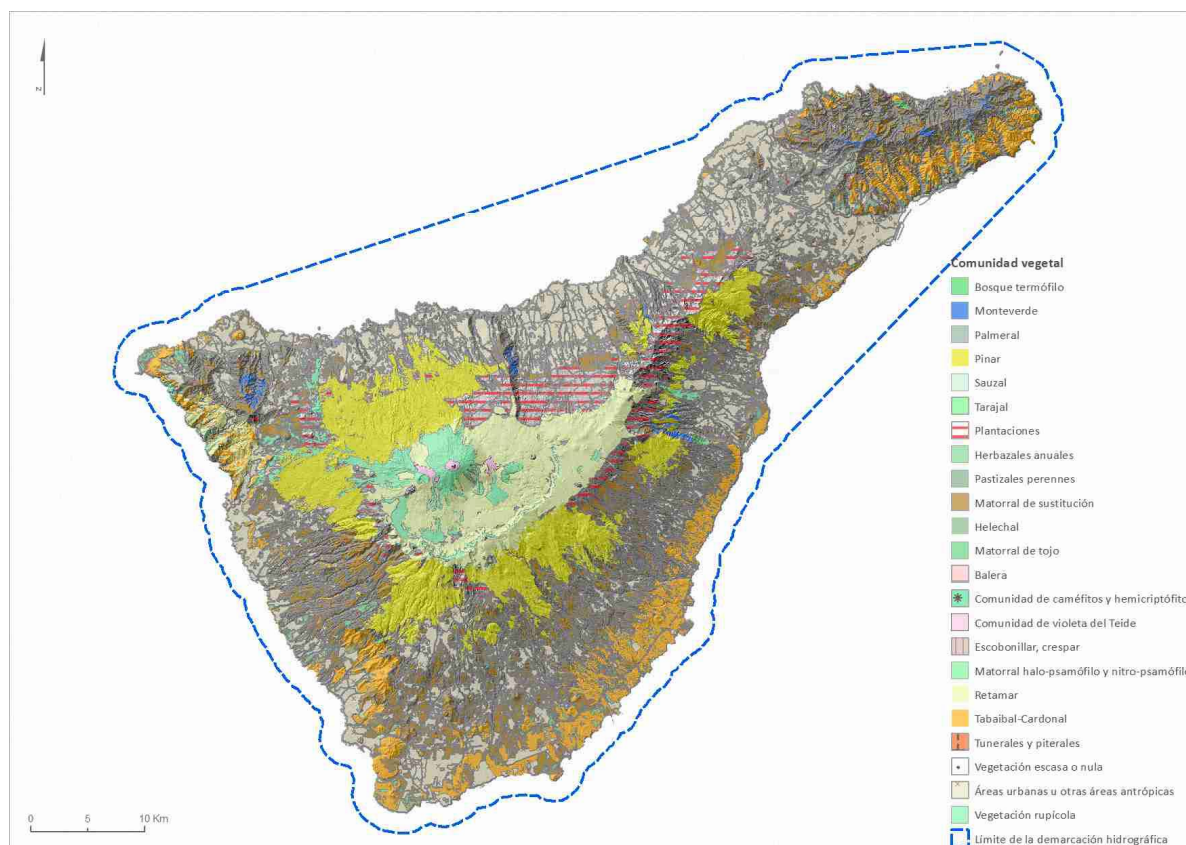 z
Comunidad vegetal
Bosque termófilo
Monteverde
Palmeral
Pinar
Sauzal
Tarajal
Plantaciones
Herbazales anuales
Pastizales perennes
Matorral de sustitución
Helechal
Matorral de tojo
Balera
Comunidad de caméfitos y hemicriptófito
Comunidad de violeta del Teide
Escobonillar, crespar
Matorral halo-psamófilo y nitro-psamófilo
Retamar
Tabaibal-Cardonal
Tunerales y piterales
Vegetación escasa o nula
Áreas urbanas u otras áreas antrópicas
Vegetación rupícola
Límite de la demarcación hidrográfica
0 5 10 Km